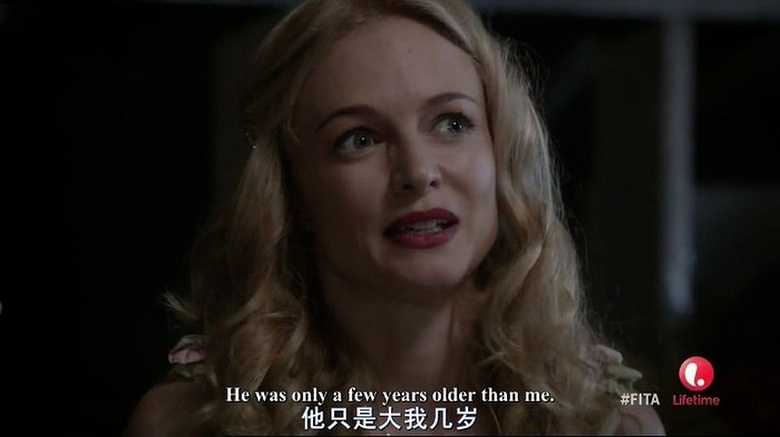 He was only a few years older than me.
他只是大我几岁
#FITA Lifetime